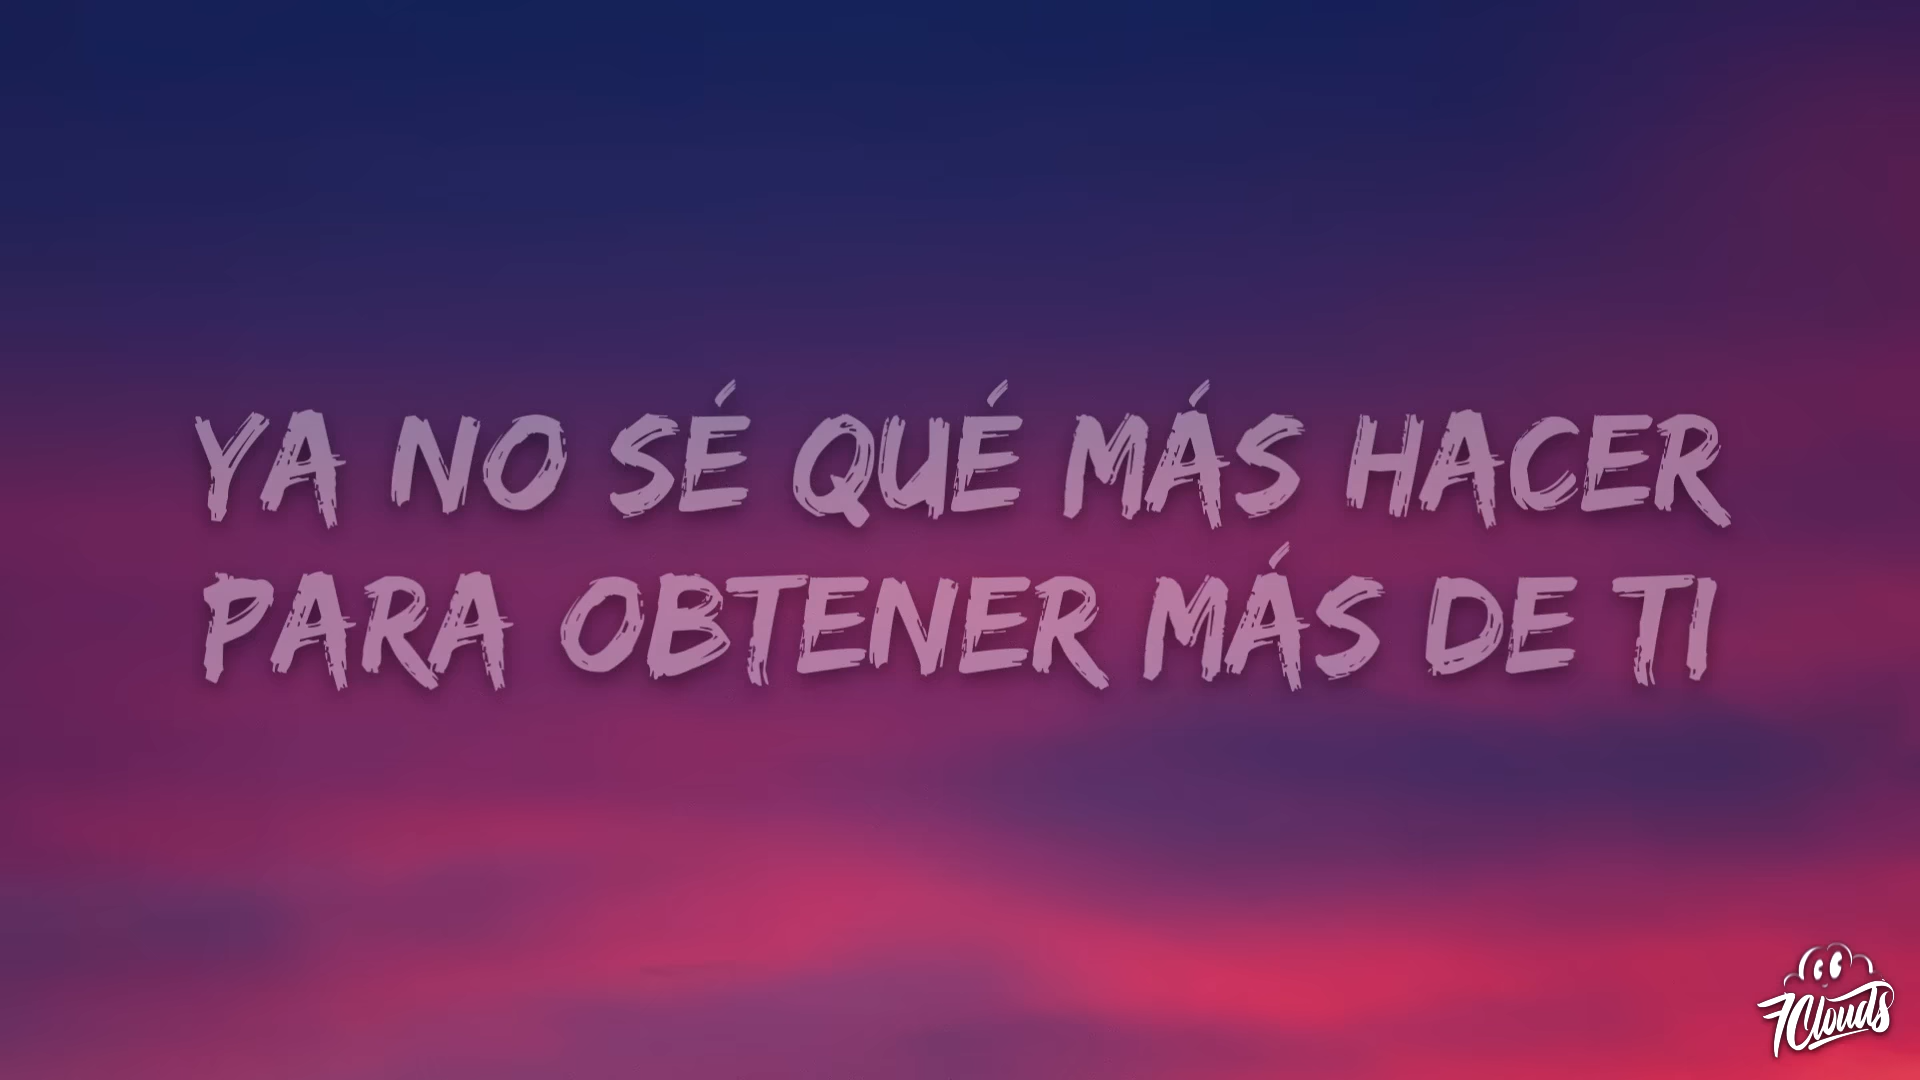 YA NO SÉ QUÉ MÁS HACER
PARA OBTENER MÁS DE TI
7Clouds